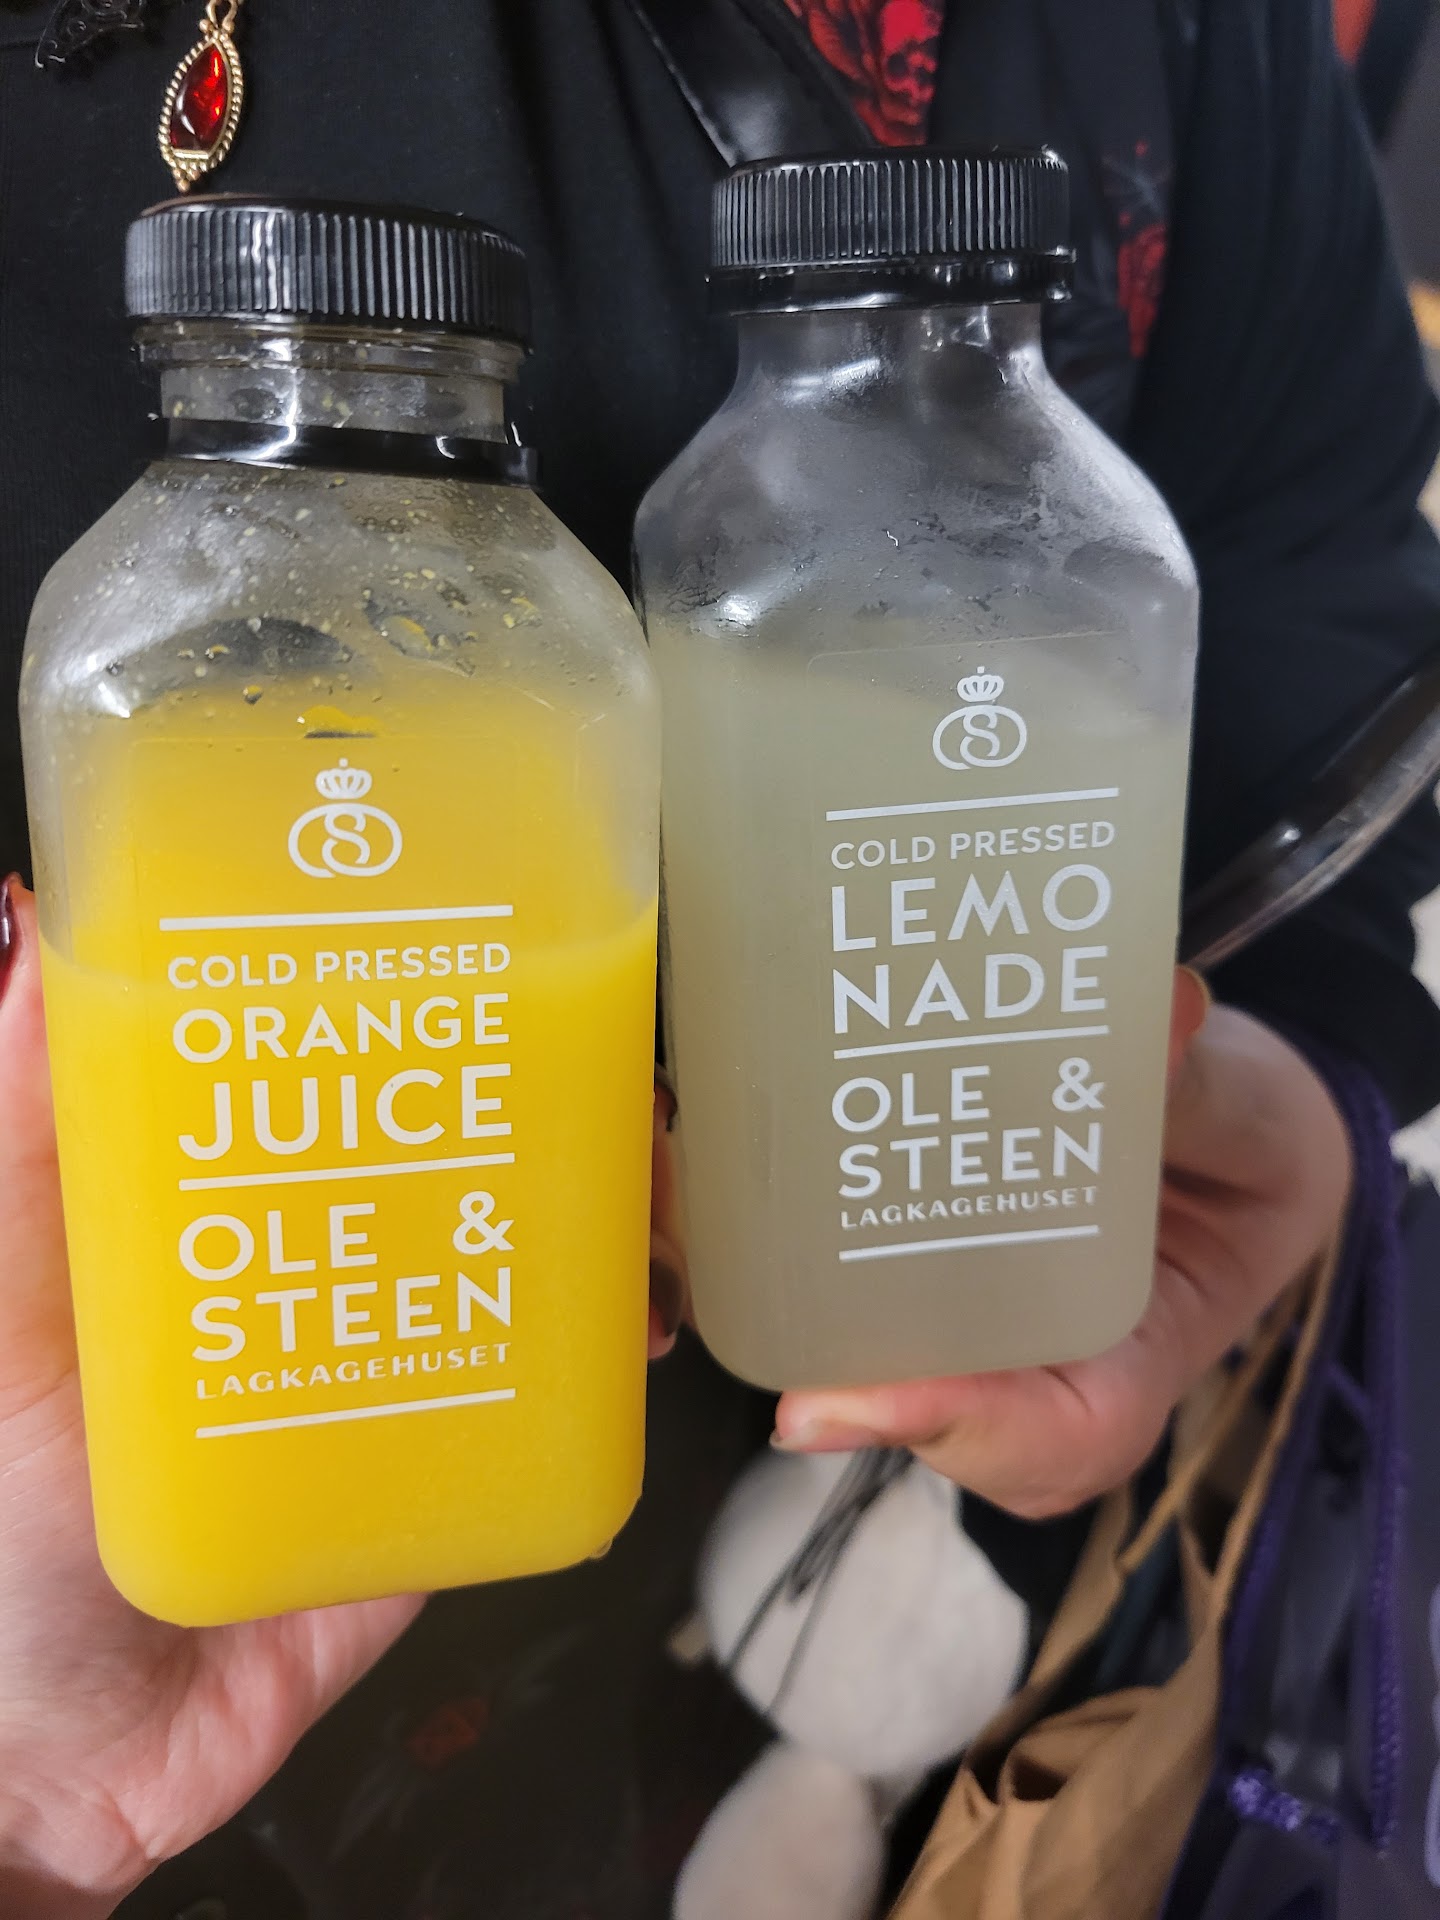 COLD PRESSED
ORANGE
JUICE
OLE &
STEEN
LAGKAGEHUSET
COLD PRESSED
LEMO
NADE
OLE &
STEEN
LAGKAGEHUSET